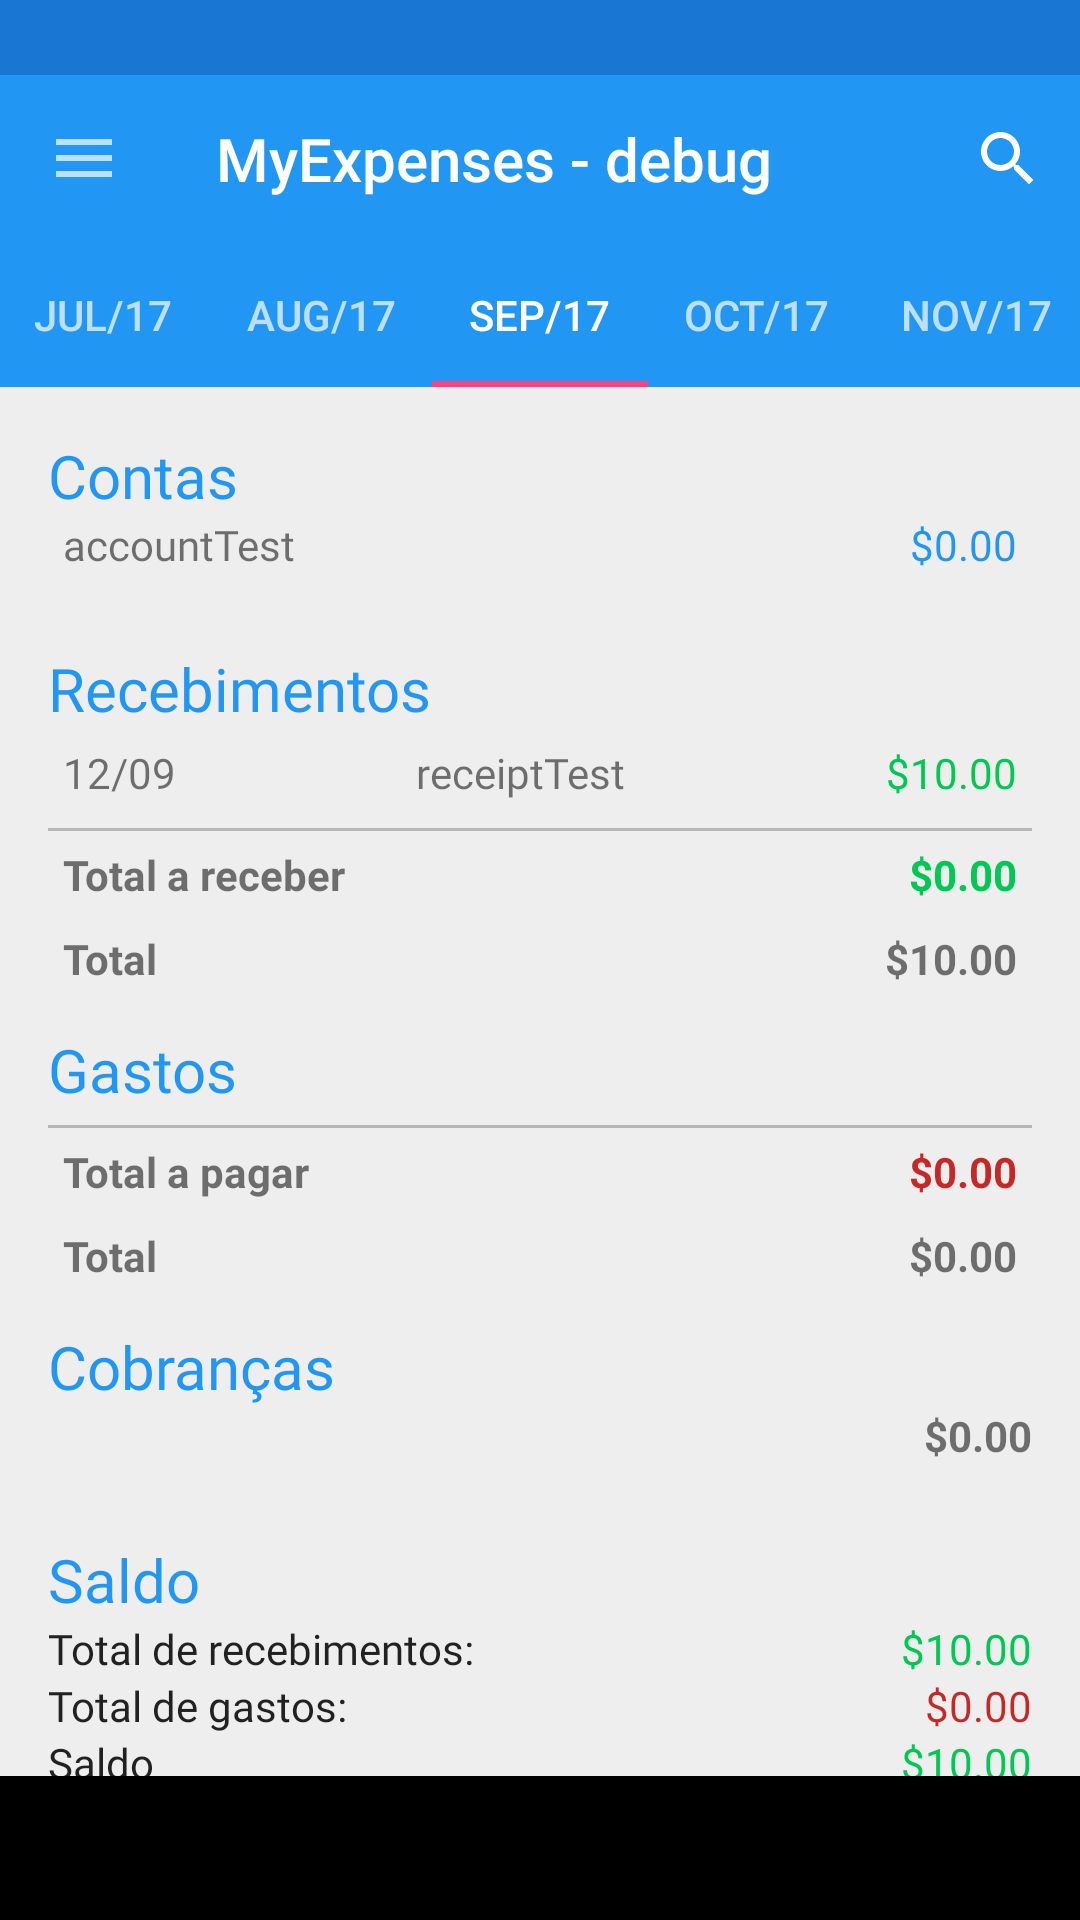 MyExpenses - debug
JUL/17 AUG/17 SEP/17 OCT/17 NOV/17
Contas
accountTest $0.00
Recebimentos
12/09 receiptTest $10.00
Total a receber $0.00
Total $10.00
Gastos
Total a pagar $0.00
Total $0.00
Cobranças
$0.00
Saldo
Total de recebimentos: $10.00
Total de gastos: $0.00
Saldo $10.00